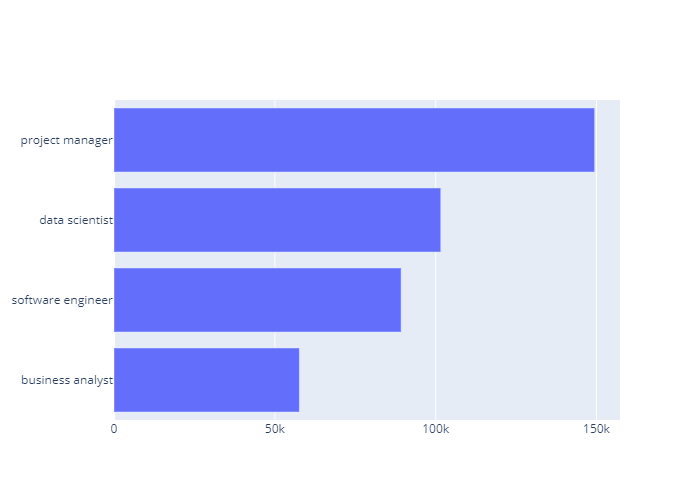 project manager
data scientist
software engineer
business analyst
0
50k
100k
150k